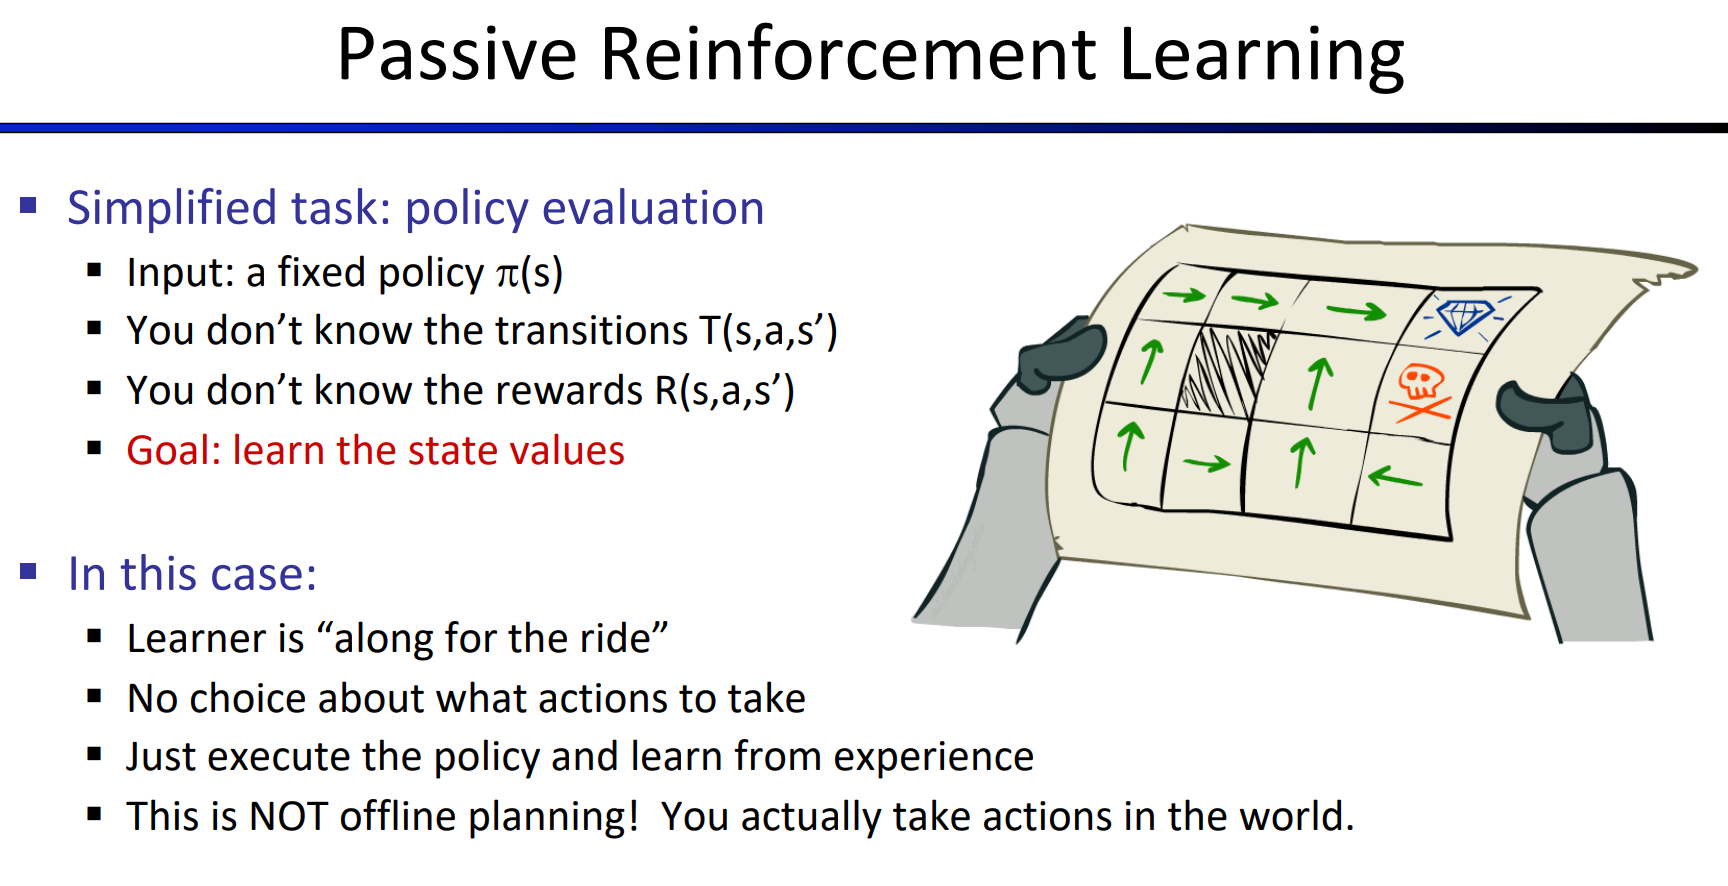 Passive Reinforcement Learning
Simplified task: policy evaluation
Input: a fixed policy π(s)
You don’t know the transitions T(s,a,s’)
You don’t know the rewards R(s,a,s’)
Goal: learn the state values
In this case:
Learner is “along for the ride”
No choice about what actions to take
Just execute the policy and learn from experience
This is NOT offline planning!  You actually take actions in the world.